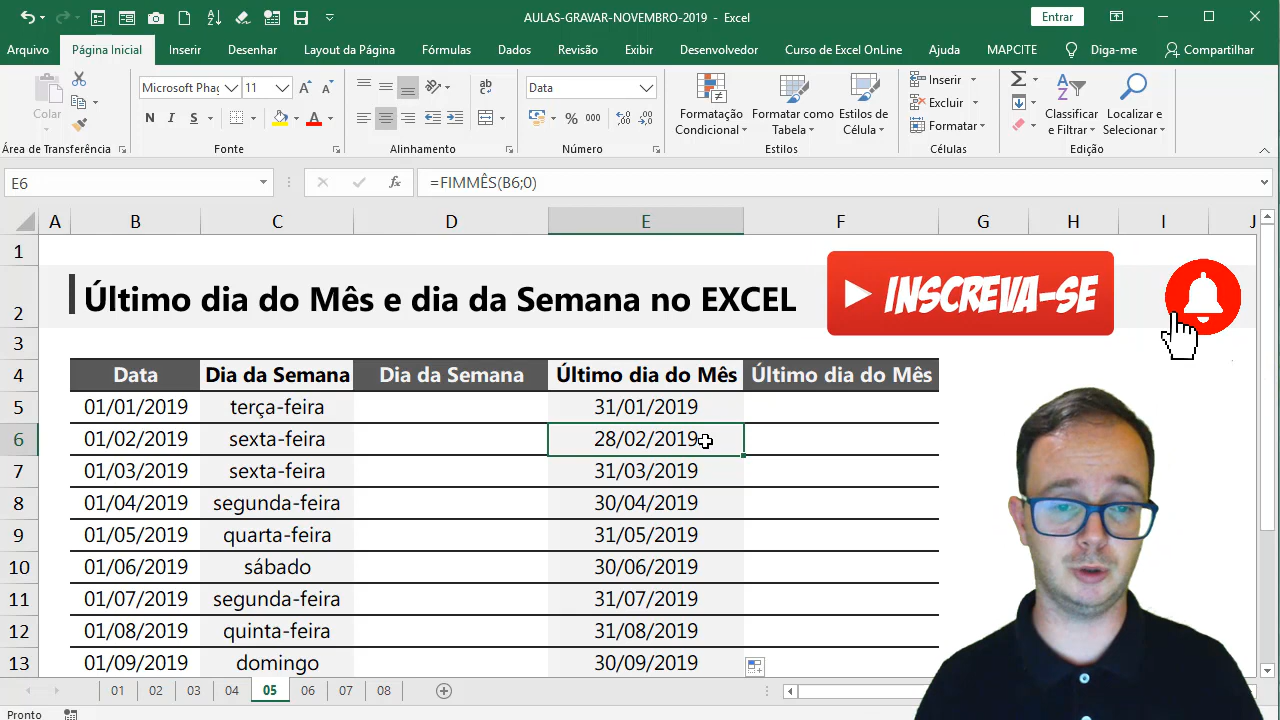 AULAS-GRAVAR-NOVEMBRO-2019 - Excel
Entrar
Arquivo Página Inicial Inserir Desenhar Layout da Página Fórmulas Dados Revisão Exibir Desenvolvedor Curso de Excel OnLine Ajuda MAPCITE Diga-me Compartilhar
Colar
Área de Transferência
Microsoft Phag 11
N I S
Fonte
ab
Alinhamento
Data
% 000
Número
Formatação Condicional
Formatar como Tabela
Estilos de Célula
Estilos
Inserir
Excluir
Formatar
Células
Classificar e Filtrar
Localizar e Selecionar
Edição
E6 fx =FIMMÊS(B6;0)
A B C D E F G H I J
1
2 Último dia do Mês e dia da Semana no EXCEL INSCREVA-SE
3
4 Data Dia da Semana Dia da Semana Último dia do Mês Último dia do Mês
5 01/01/2019 terça-feira 31/01/2019
6 01/02/2019 sexta-feira 28/02/2019
7 01/03/2019 sexta-feira 31/03/2019
8 01/04/2019 segunda-feira 30/04/2019
9 01/05/2019 quarta-feira 31/05/2019
10 01/06/2019 sábado 30/06/2019
11 01/07/2019 segunda-feira 31/07/2019
12 01/08/2019 quinta-feira 31/08/2019
13 01/09/2019 domingo 30/09/2019
01 02 03 04 05 06 07 08
Pronto